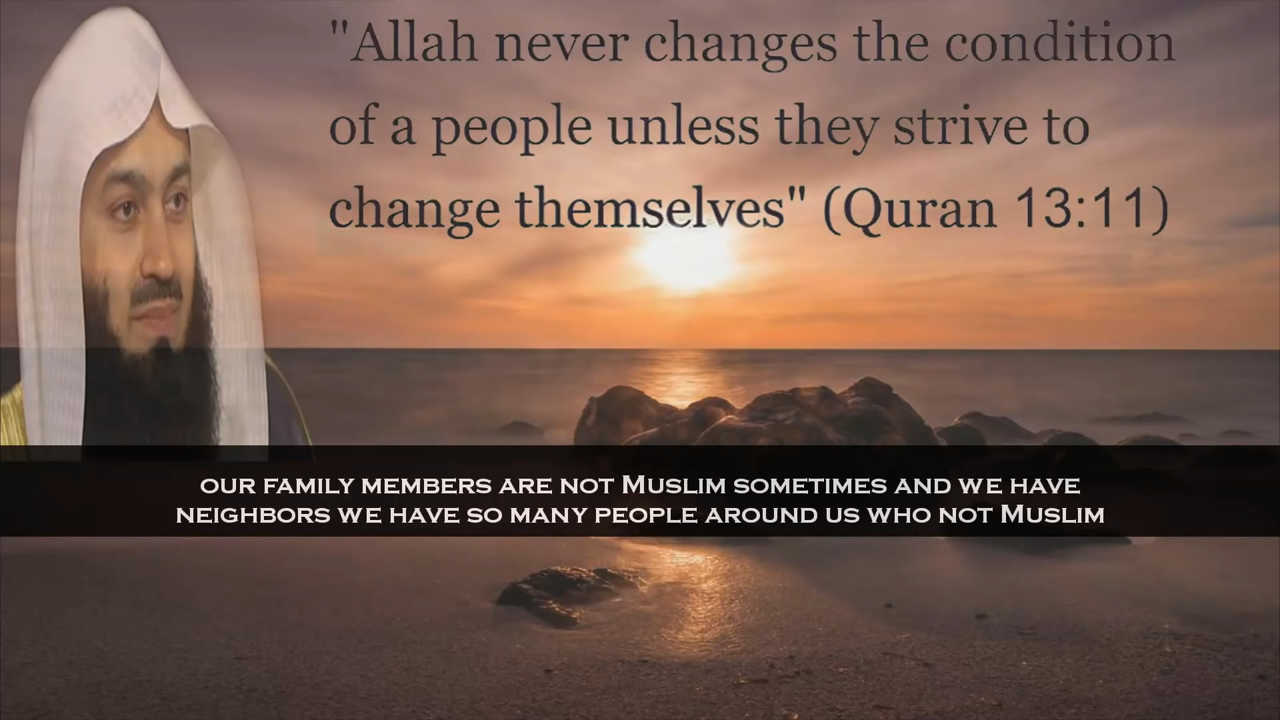 "Allah never changes the condition
of a people unless they strive to
change themselves" (Quran 13:11)
OUR FAMILY MEMBERS ARE NOT MUSLIM SOMETIMES AND WE HAVE
NEIGHBORS WE HAVE SO MANY PEOPLE AROUND US WHO NOT MUSLIM